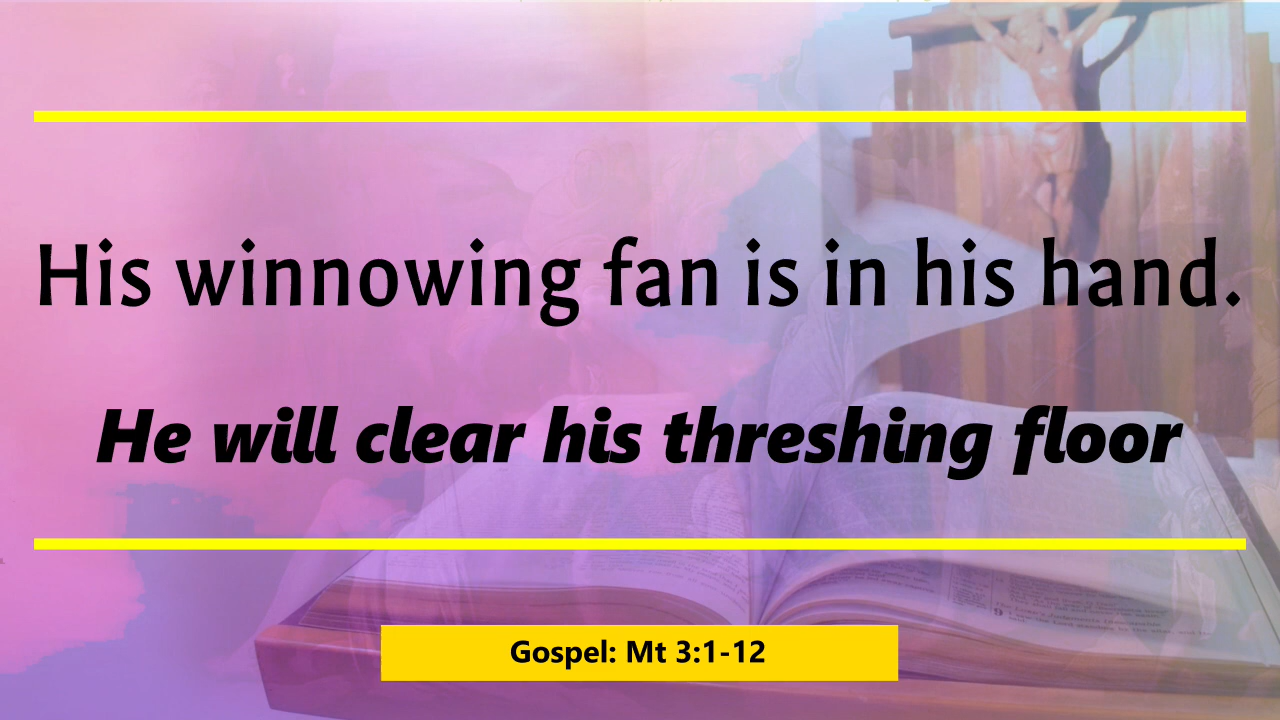 His winnowing fan is in his hand.
He will clear his threshing floor
Gospel: Mt 3:1-12